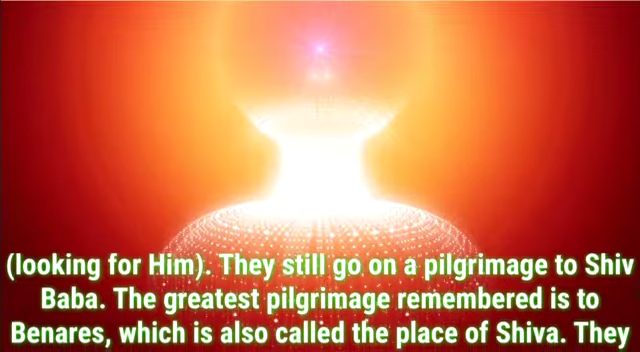 (looking for Him). They still go on a pilgrimage to Shiv
Baba. The greatest pilgrimage remembered is to
Benares, which is also called the place of Shiva. They